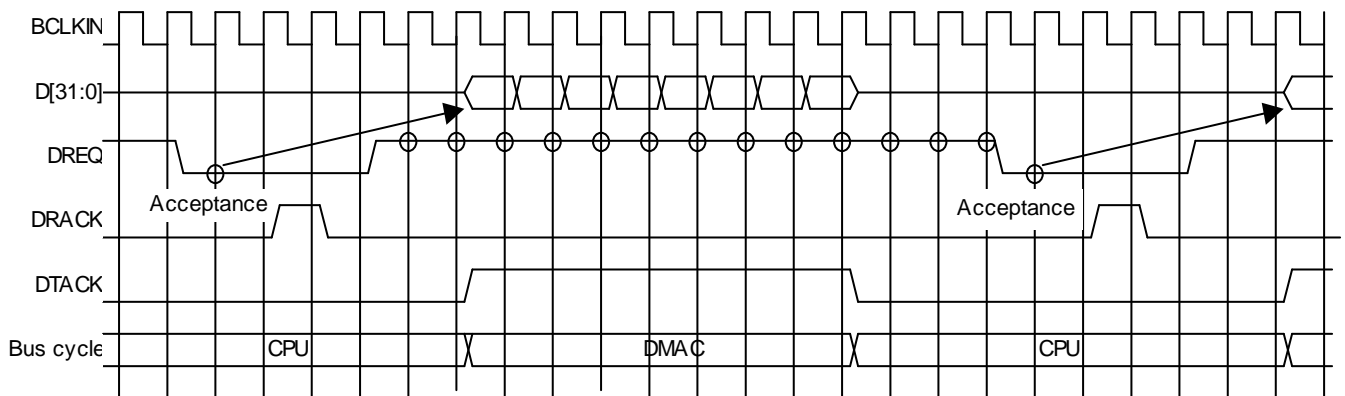 BCLKIN
D[31:0]
DREQ
Acceptance
Acceptance
DRACK
DTACK
Bus cycle
CPU
DMAC
CPU